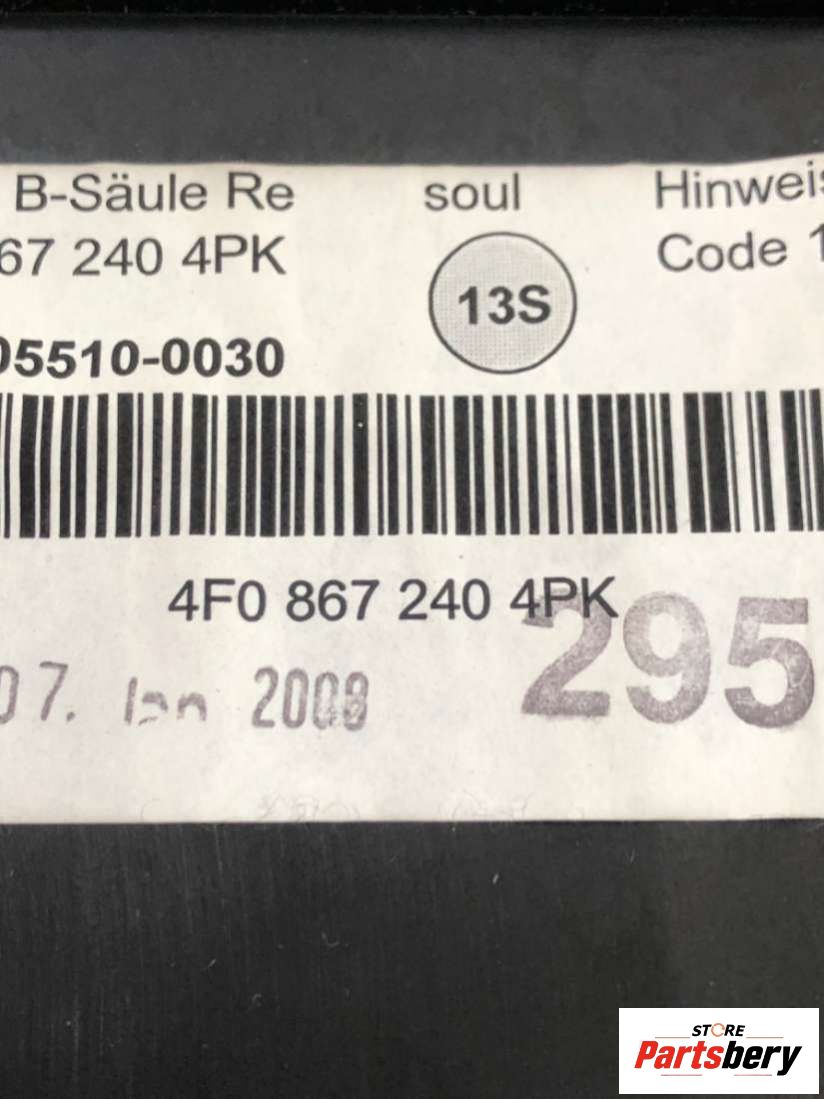 B-Säule Re soul Hinweis
67 240 4PK 13S Code 1
05510-0030
4F0 867 240 4PK
295
07. Jan 2008
STORE
Partsbery